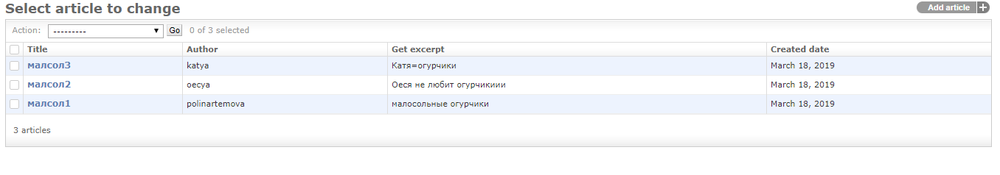 Select article to change
Add article +
Action: --------- Go 0 of 3 selected
Title Author Get excerpt Created date
малсол3 katya Катя=огурчики March 18, 2019
малсол2 oecya Оеся не любит огурчикиии March 18, 2019
малсол1 polinartemova малосольные огурчики March 18, 2019
3 articles